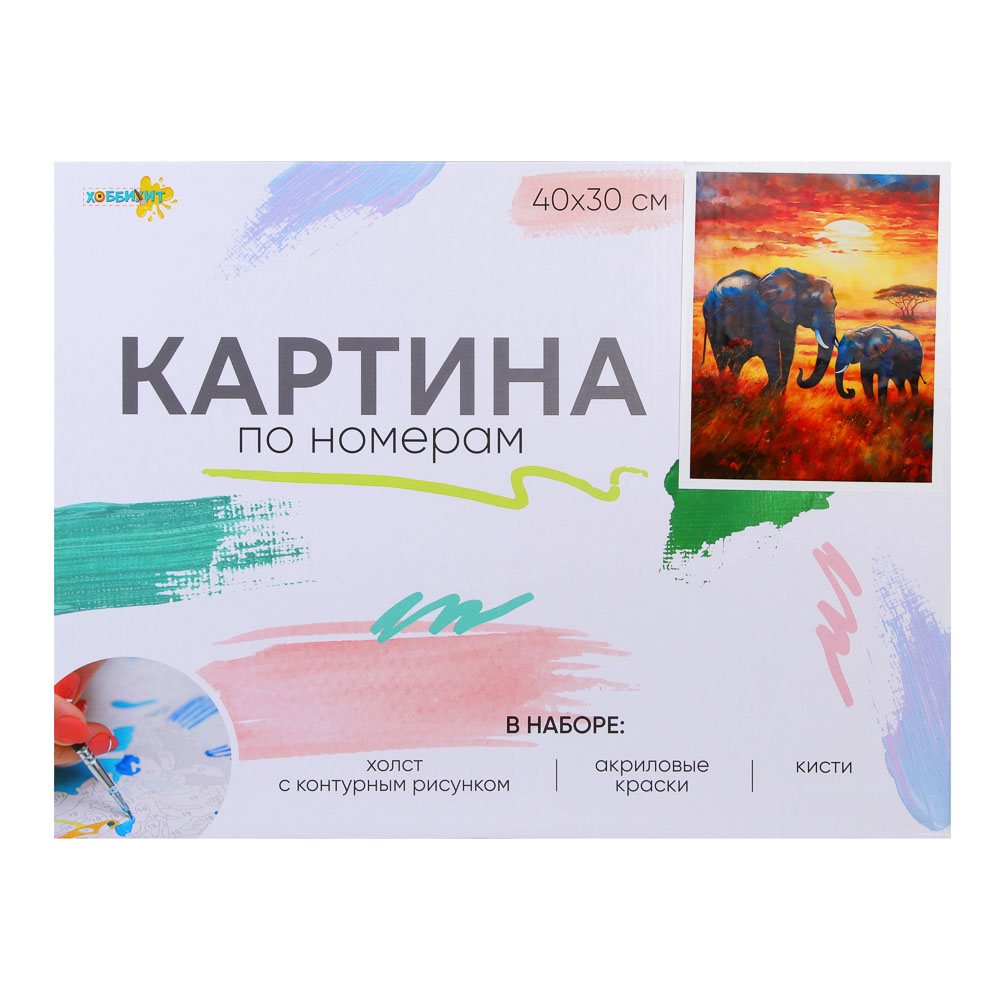 ХОББИХИТ
40х30 см
КАРТИНА
по номерам
В НАБОРЕ:
холст
с контурным рисунком
акриловые
краски
кисти